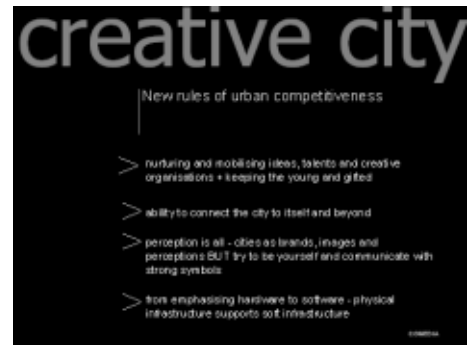 creative city
New rules of urban competitiveness
nurturing and mobilising ideas, talents and creative
organisations + keeping the young and gifted
ability to connect the city to itself and beyond
perception is all - cities as brands, images and
perceptions BUT try to be yourself and communicate with
strong symbols
from emphasising hardware to software - physical
infrastructure supports soft infrastructure